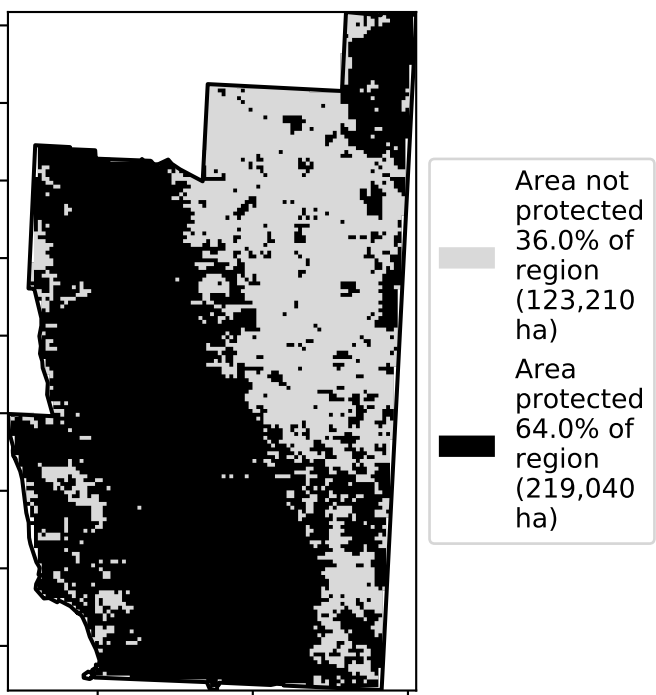 Area not
protected
36.0% of
region
(123,210
ha)
Area
protected
64.0% of
region
(219,040
ha)